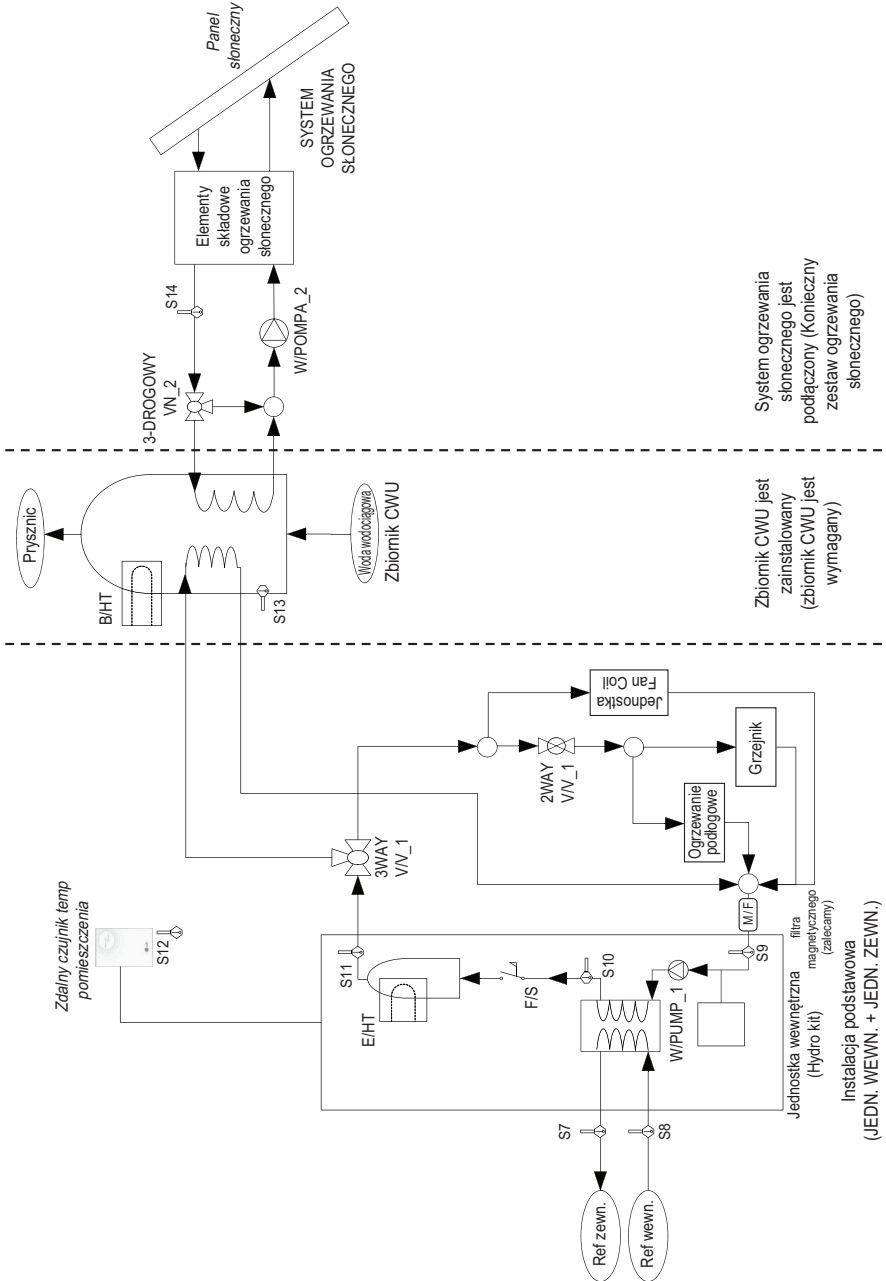 Panel
słoneczny
SYSTEM
OGRZEWANIA
SŁONECZNEGO
Elementy
składowe
ogrzewania
słonecznego
S14
W/POMPA_2
3-DROGOWY
VN_2
System ogrzewania
słonecznego jest
podłączony (Konieczny
zestaw ogrzewania
słonecznego)
Prysznic
B/HT
S13
Woda wodociągowa
Zbiornik CWU
Zbiornik CWU jest
zainstalowany
(zbiornik CWU jest
wymagany)
Zdalny czujnik temp
pomieszczenia
S12
3WAY
V/V_1
2WAY
V/V_1
Jednostka
Fan Coil
Grzejnik
Ogrzewanie
podłogowe
M/F
filtra
magnetycznego
(zalecamy)
S11
E/HT
F/S
S10
W/PUMP_1
S9
Jednostka wewnętrzna
(Hydro kit)
S7
S8
Ref zewn.
Ref wewn.
Instalacja podstawowa
(JEDN. WEWN. + JEDN. ZEWN.)